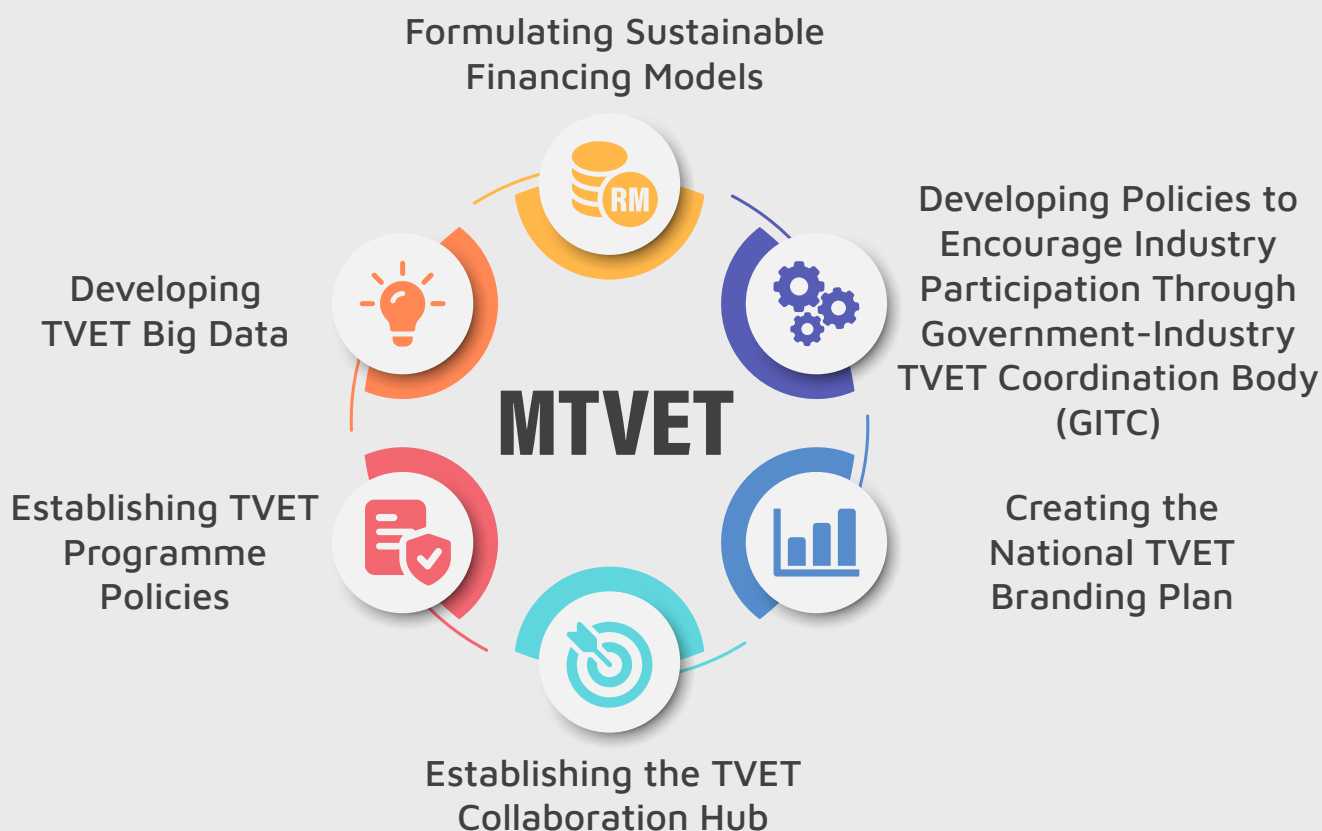 Formulating Sustainable
Financing Models
RM
Developing Policies to
Encourage Industry
Participation Through
Government-Industry
TVET Coordination Body
(GITC)
Developing
TVET Big Data
MTVET
Establishing TVET
Programme
Policies
Creating the
National TVET
Branding Plan
Establishing the TVET
Collaboration Hub